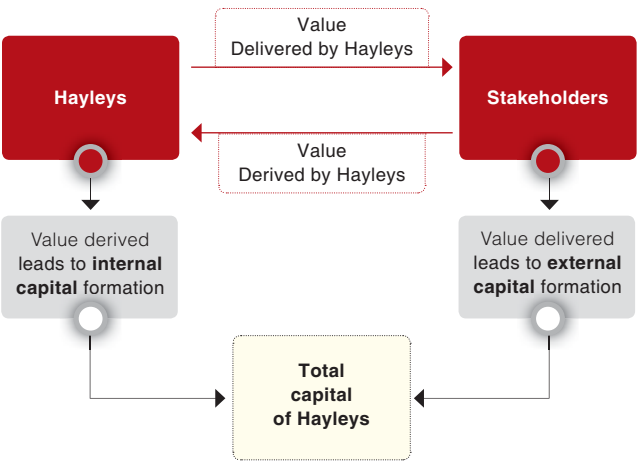 Value
Delivered by Hayleys
Hayleys
Stakeholders
Value
Derived by Hayleys
Value derived
leads to internal
capital formation
Value delivered
leads to external
capital formation
Total
capital
of Hayleys